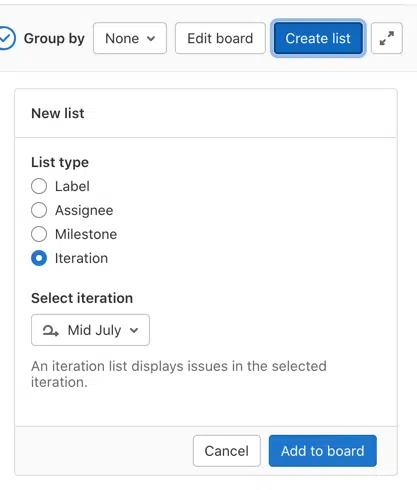 Group by None Edit board Create list
New list
List type
Label
Assignee
Milestone
Iteration
Select iteration
Mid July
An iteration list displays issues in the selected
iteration.
Cancel Add to board